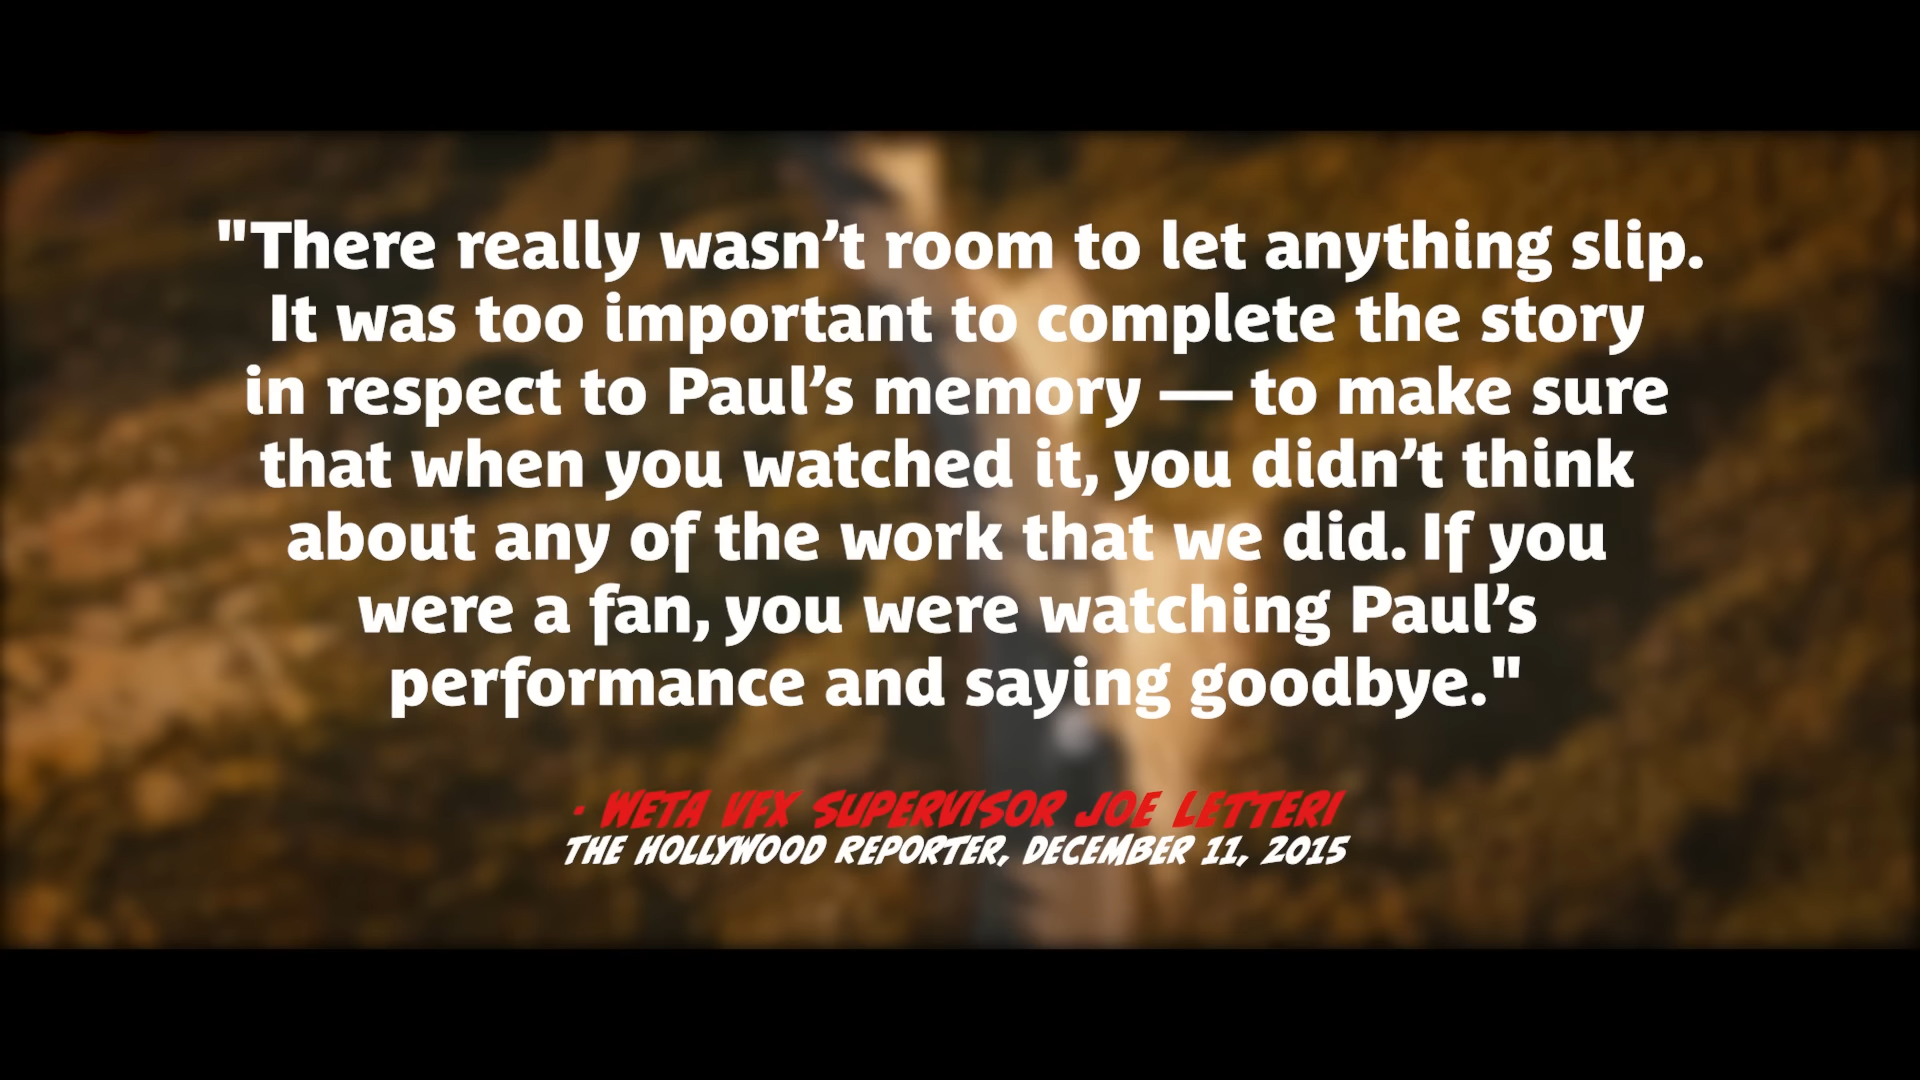 "There really wasn’t room to let anything slip.
It was too important to complete the story
in respect to Paul’s memory — to make sure
that when you watched it, you didn’t think
about any of the work that we did. If you
were a fan, you were watching Paul’s
performance and saying goodbye."
- WETA VFX SUPERVISOR JOE LETTERI
THE HOLLYWOOD REPORTER, DECEMBER 11, 2015